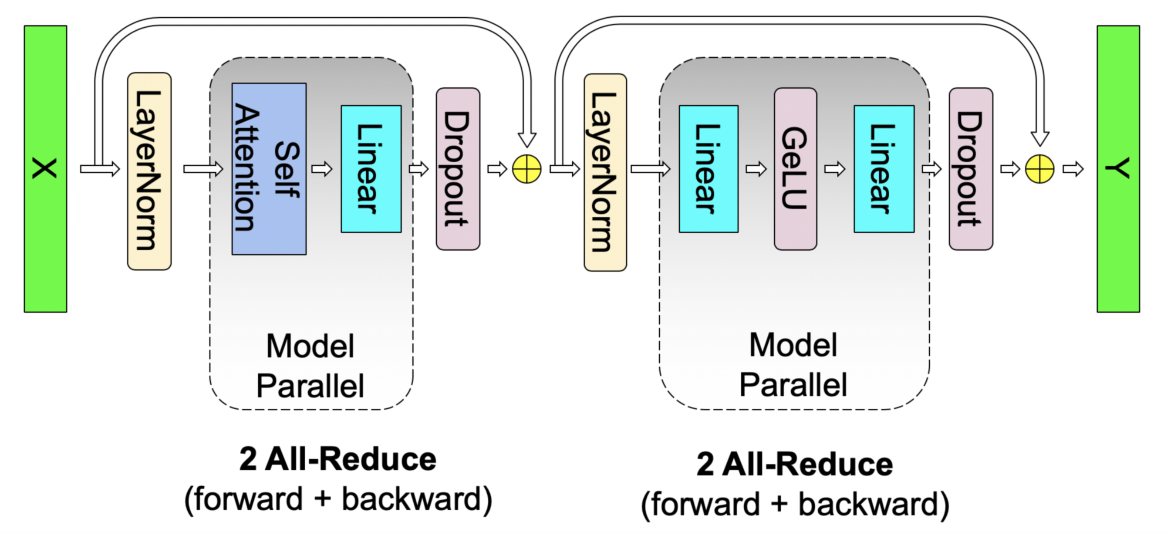 X
LayerNorm
Self
Attention
Linear
Dropout
LayerNorm
Linear
GeLU
Linear
Dropout
Y
Model
Parallel
Model
Parallel
2 All-Reduce
(forward + backward)
2 All-Reduce
(forward + backward)